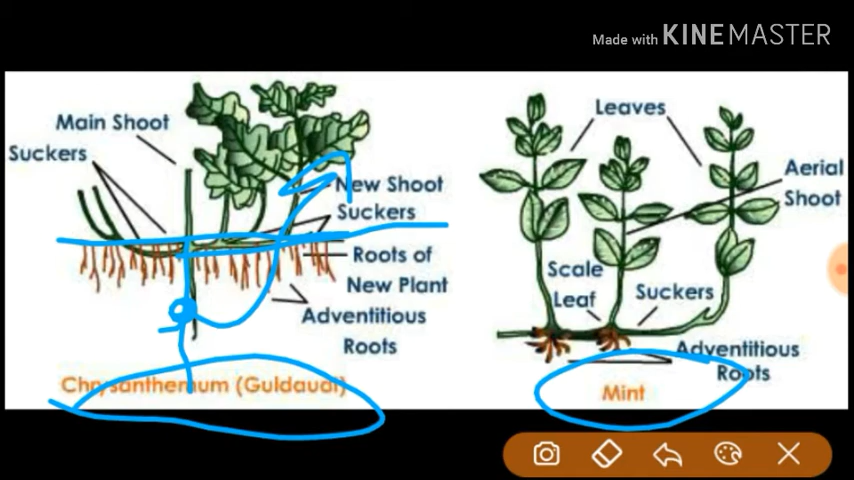 Made with KINEMASTER
Main Shoot
Suckers
New Shoot
Suckers
Roots of
New Plant
Adventitious
Roots
Chrysanthemum (Guldaudi)
Leaves
Aerial
Shoot
Scale
Leaf
Suckers
Adventitious
Roots
Mint